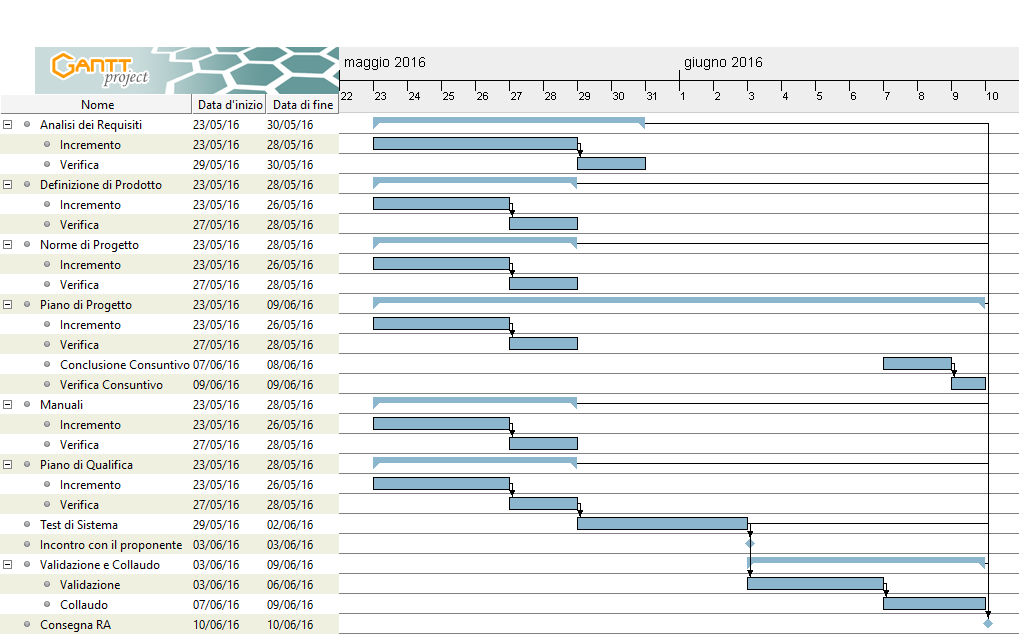 GANTT project
maggio 2016 giugno 2016
22 23 24 25 26 27 28 29 30 31 1 2 3 4 5 6 7 8 9 10
Nome Data d'inizio Data di fine
Analisi dei Requisiti 23/05/16 30/05/16
Incremento 23/05/16 28/05/16
Verifica 29/05/16 30/05/16
Definizione di Prodotto 23/05/16 28/05/16
Incremento 23/05/16 26/05/16
Verifica 27/05/16 28/05/16
Norme di Progetto 23/05/16 28/05/16
Incremento 23/05/16 26/05/16
Verifica 27/05/16 28/05/16
Piano di Progetto 23/05/16 09/06/16
Incremento 23/05/16 26/05/16
Verifica 27/05/16 28/05/16
Conclusione Consuntivo 07/06/16 08/06/16
Verifica Consuntivo 09/06/16 09/06/16
Manuali 23/05/16 28/05/16
Incremento 23/05/16 26/05/16
Verifica 27/05/16 28/05/16
Piano di Qualifica 23/05/16 28/05/16
Incremento 23/05/16 26/05/16
Verifica 27/05/16 28/05/16
Test di Sistema 29/05/16 02/06/16
Incontro con il proponente 03/06/16 03/06/16
Validazione e Collaudo 03/06/16 09/06/16
Validazione 03/06/16 06/06/16
Collaudo 07/06/16 09/06/16
Consegna RA 10/06/16 10/06/16